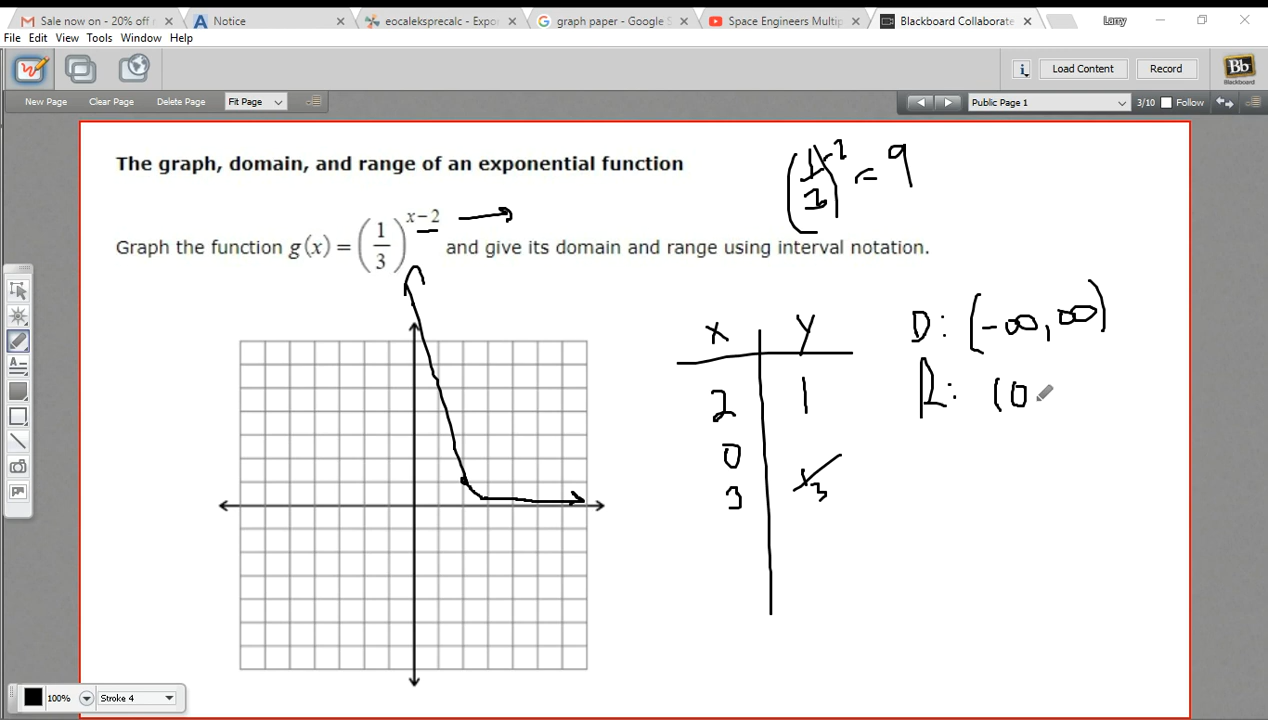 Sale now on - 20% off
Notice
eocaleksprecalc - Expo
graph paper - Google S
Space Engineers Multip
Blackboard Collaborate
Larry
File Edit View Tools Window Help
Load Content
Record
Bb
Blackboard
New Page
Clear Page
Delete Page
Fit Page
Public Page 1
3/10
Follow
The graph, domain, and range of an exponential function
Graph the function g(x) = (1/3)^(x−2) and give its domain and range using interval notation.
= 9
x y
2 1
0
3 1/3
D: (-∞, ∞)
R: (0
100%
Stroke 4